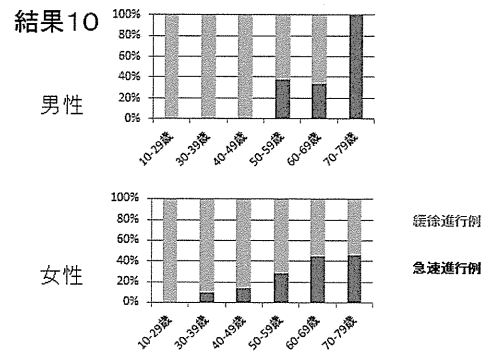 結果10
男性
100%
80%
60%
40%
20%
0%
10-29歳
30-39歳
40-49歳
50-59歳
60-69歳
70-79歳
女性
100%
80%
60%
40%
20%
0%
10-29歳
30-39歳
40-49歳
50-59歳
60-69歳
70-79歳
緩徐進行例
急速進行例